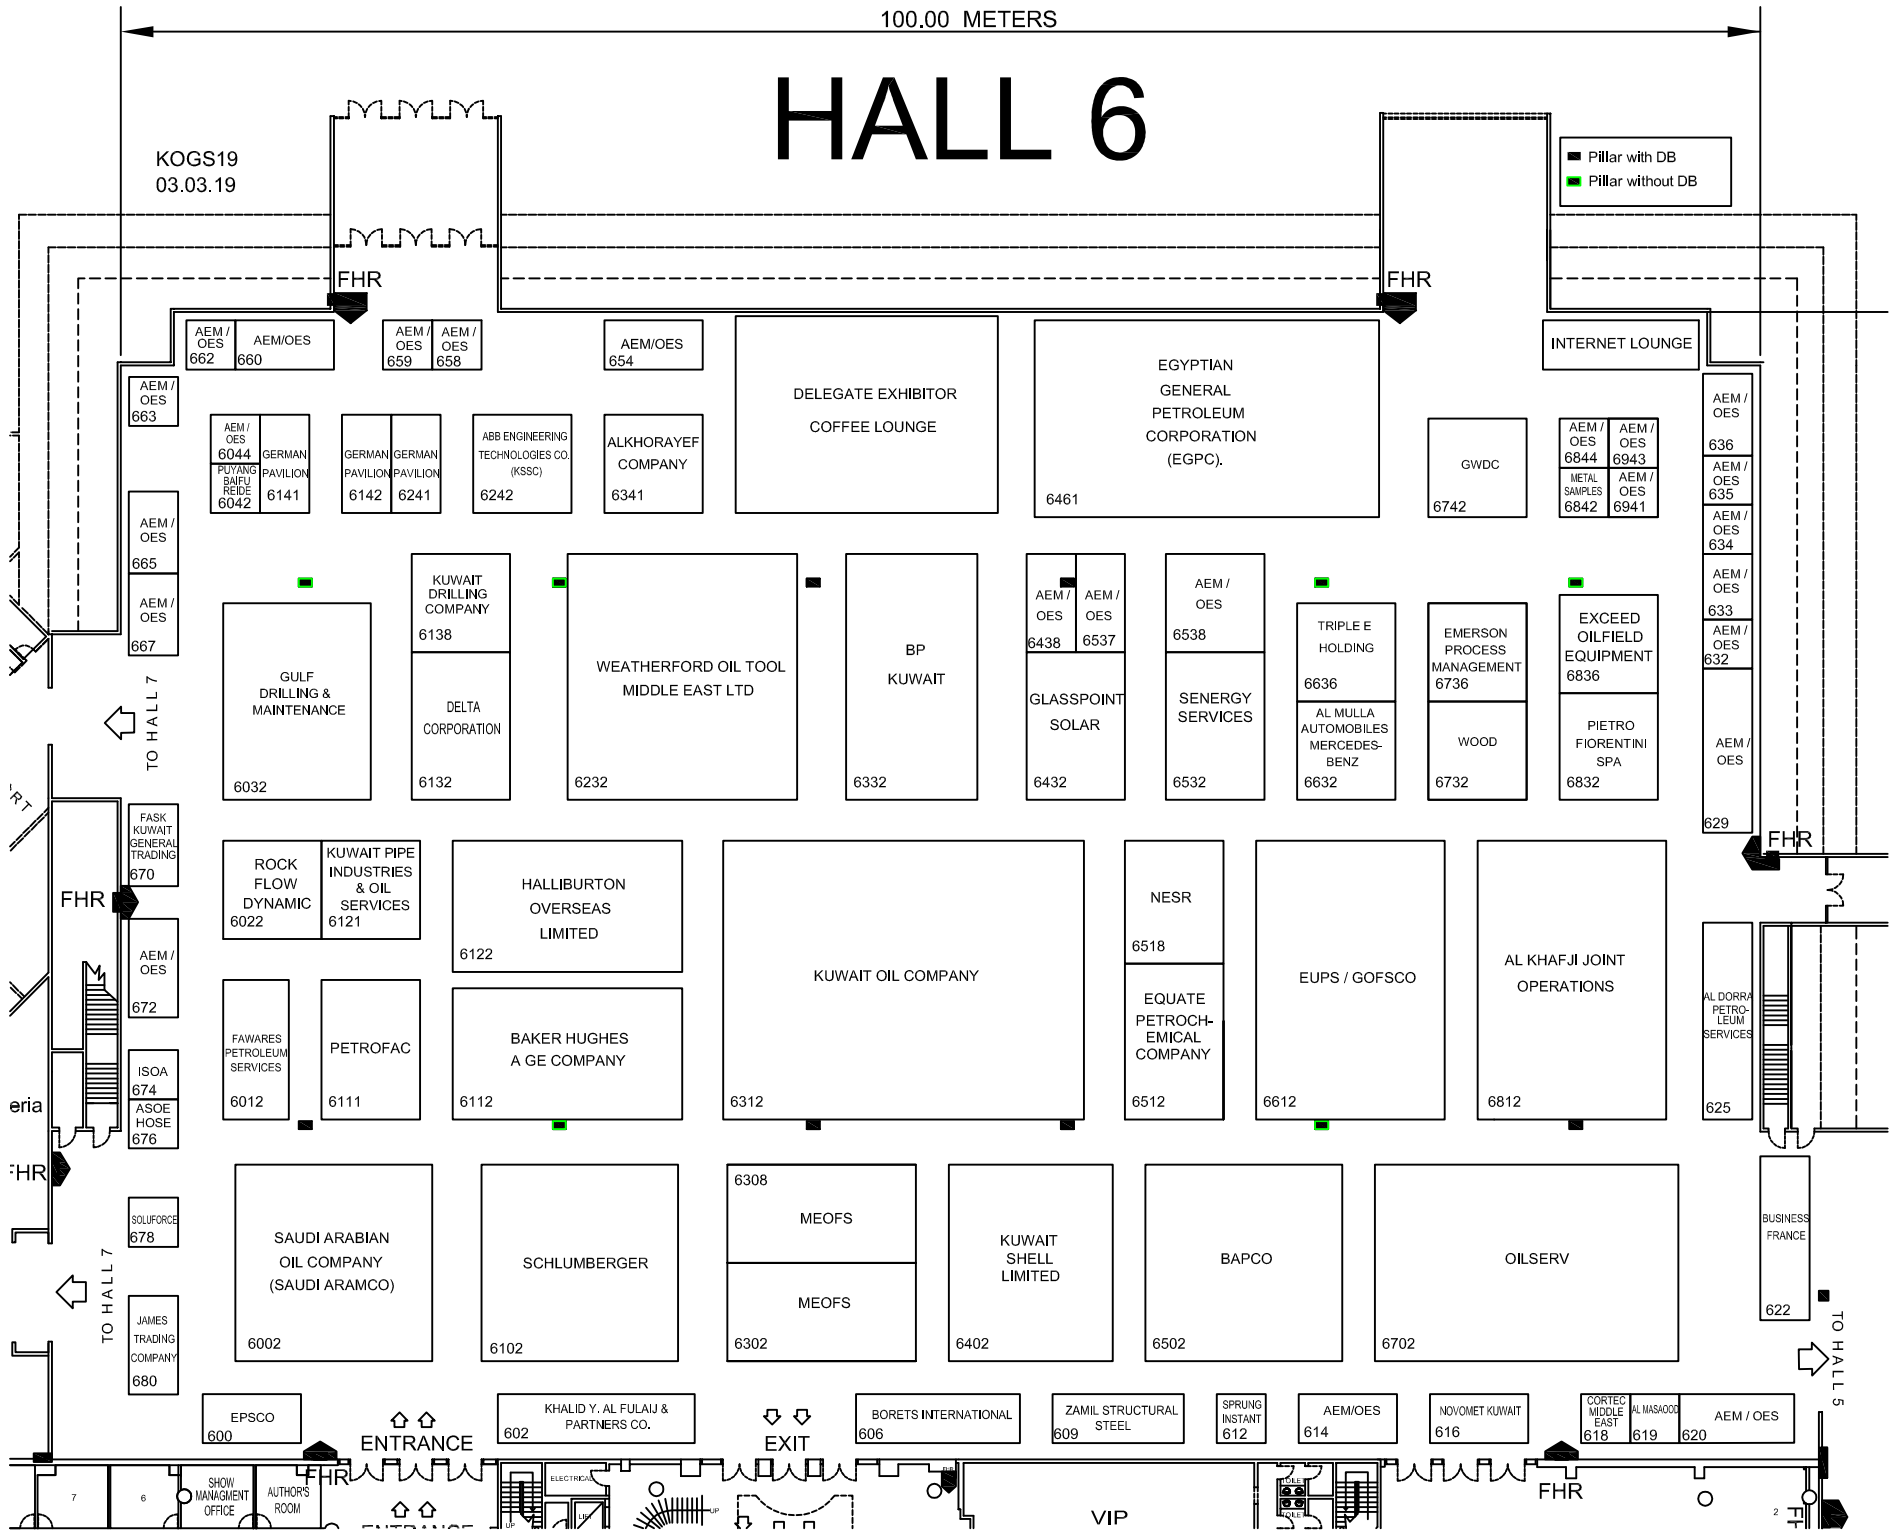 100.00 METERS
HALL 6
KOGS19
03.03.19
Pillar with DB
Pillar without DB
FHR
FHR
AEM /
OES
662
AEM/OES
660
AEM /
OES
659
AEM /
OES
658
AEM/OES
654
DELEGATE EXHIBITOR
COFFEE LOUNGE
EGYPTIAN
GENERAL
PETROLEUM
CORPORATION
(EGPC).
6461
INTERNET LOUNGE
AEM /
OES
663
AEM /
OES
6044
PUYANG
BAIFU
REIDE
6042
GERMAN
PAVILION
6141
GERMAN
PAVILION
6142
GERMAN
PAVILION
6241
ABB ENGINEERING
TECHNOLOGIES CO.
(KSSC)
6242
ALKHORAYEF
COMPANY
6341
GWDC
6742
AEM /
OES
6844
AEM /
OES
6943
METAL
SAMPLES
6842
AEM /
OES
6941
AEM /
OES
636
AEM /
OES
635
AEM /
OES
634
AEM /
OES
633
AEM /
OES
632
AEM /
OES
629
AEM /
OES
665
AEM /
OES
667
TO HALL 7
GULF
DRILLING &
MAINTENANCE
6032
KUWAIT
DRILLING
COMPANY
6138
DELTA
CORPORATION
6132
WEATHERFORD OIL TOOL
MIDDLE EAST LTD
6232
BP
KUWAIT
6332
AEM /
OES
6438
AEM /
OES
6537
GLASSPOINT
SOLAR
6432
AEM /
OES
6538
SENERGY
SERVICES
6532
TRIPLE E
HOLDING
6636
AL MULLA
AUTOMOBILES
MERCEDES-
BENZ
6632
EMERSON
PROCESS
MANAGEMENT
6736
WOOD
6732
EXCEED
OILFIELD
EQUIPMENT
6836
PIETRO
FIORENTINI
SPA
6832
RT
FHR
FASK
KUWAIT
GENERAL
TRADING
670
FHR
AEM /
OES
672
ISOA
674
ASOE
HOSE
676
eria
FHR
ROCK
FLOW
DYNAMIC
6022
KUWAIT PIPE
INDUSTRIES
& OIL
SERVICES
6121
HALLIBURTON
OVERSEAS
LIMITED
6122
FAWARES
PETROLEUM
SERVICES
6012
PETROFAC
6111
BAKER HUGHES
A GE COMPANY
6112
KUWAIT OIL COMPANY
6312
NESR
6518
EQUATE
PETROCH-
EMICAL
COMPANY
6512
EUPS / GOFSCO
6612
AL KHAFJI JOINT
OPERATIONS
6812
AL DORRA
PETRO-
LEUM
SERVICES
625
SOLUFORCE
678
TO HALL 7
JAMES
TRADING
COMPANY
680
SAUDI ARABIAN
OIL COMPANY
(SAUDI ARAMCO)
6002
SCHLUMBERGER
6102
6308
MEOFS
MEOFS
6302
KUWAIT
SHELL
LIMITED
6402
BAPCO
6502
OILSERV
6702
BUSINESS
FRANCE
622
TO HALL 5
EPSCO
600
ENTRANCE
KHALID Y. AL FULAIJ &
PARTNERS CO.
602
EXIT
BORETS INTERNATIONAL
606
ZAMIL STRUCTURAL
STEEL
609
SPRUNG
INSTANT
612
AEM/OES
614
NOVOMET KUWAIT
616
CORTEC
MIDDLE
EAST
618
AL MASAOOD
619
AEM / OES
620
FHR
7
6
SHOW
MANAGMENT
OFFICE
AUTHOR'S
ROOM
ENTRANCE
ELECTRICAL
LIFT
UP
UP
FHR
VIP
TOILET
TOILET
UP
FHR
2
FH